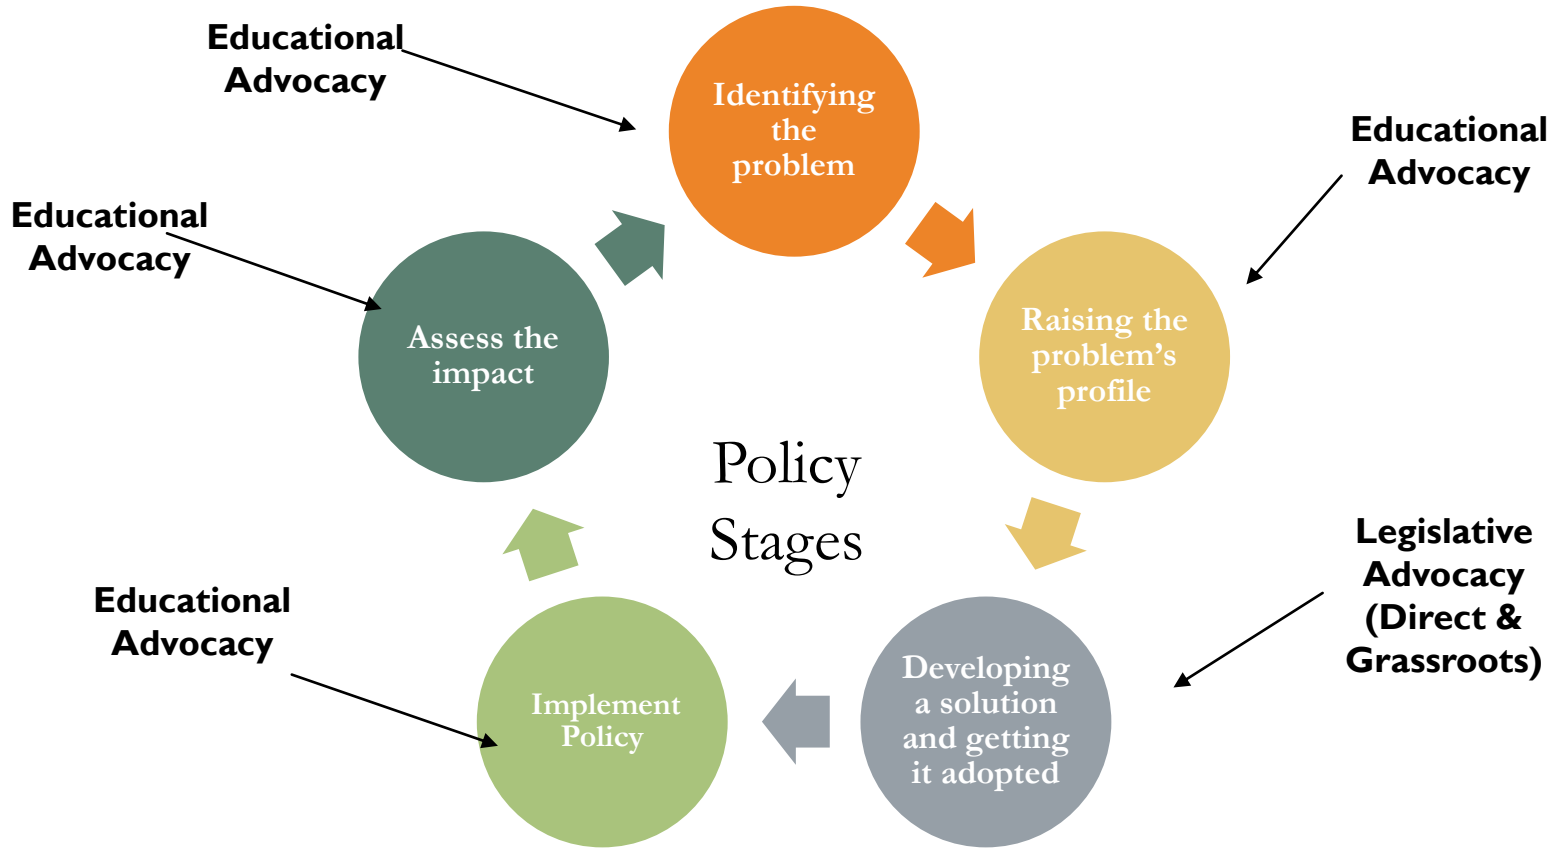 Educational
Advocacy
Identifying
the
problem
Educational
Advocacy
Educational
Advocacy
Assess the
impact
Raising the
problem’s
profile
Policy
Stages
Legislative
Advocacy
(Direct &
Grassroots)
Educational
Advocacy
Implement
Policy
Developing
a solution
and getting
it adopted